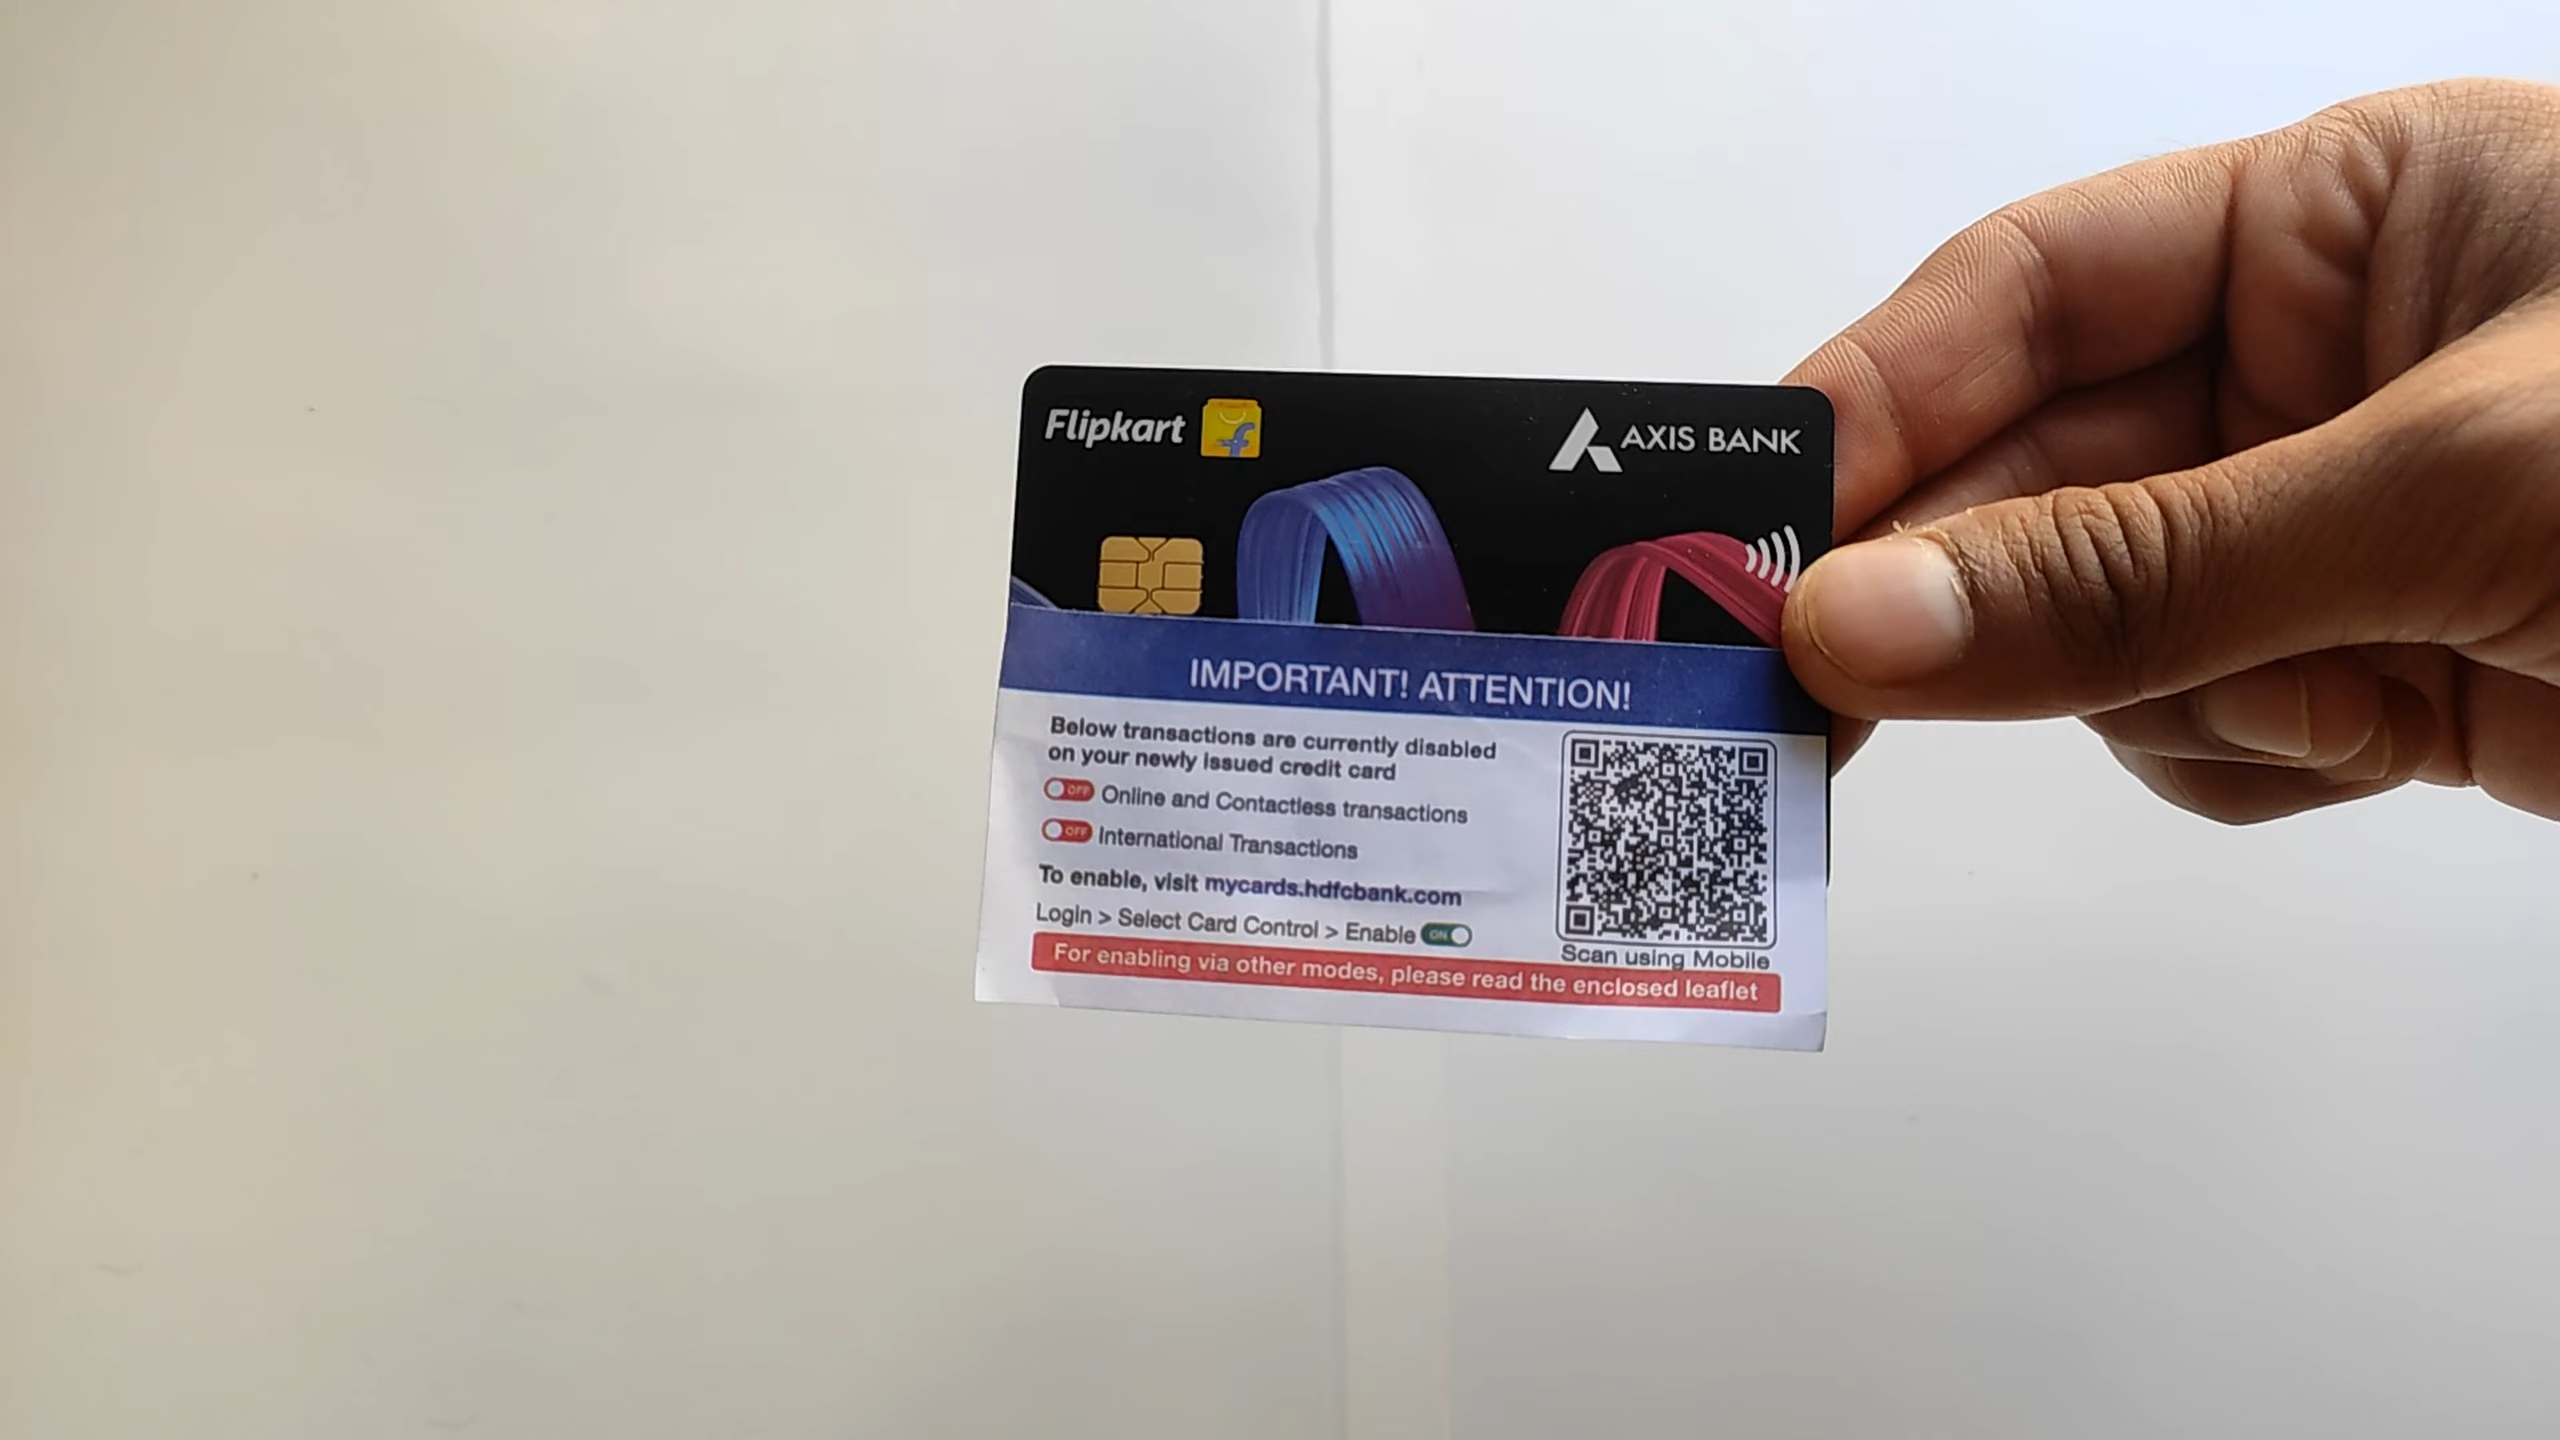 Flipkart
AXIS BANK
IMPORTANT! ATTENTION!
Below transactions are currently disabled
on your newly issued credit card
OFF Online and Contactless transactions
OFF International Transactions
To enable, visit mycards.hdfcbank.com
Login > Select Card Control > Enable ON
Scan using Mobile
For enabling via other modes, please read the enclosed leaflet